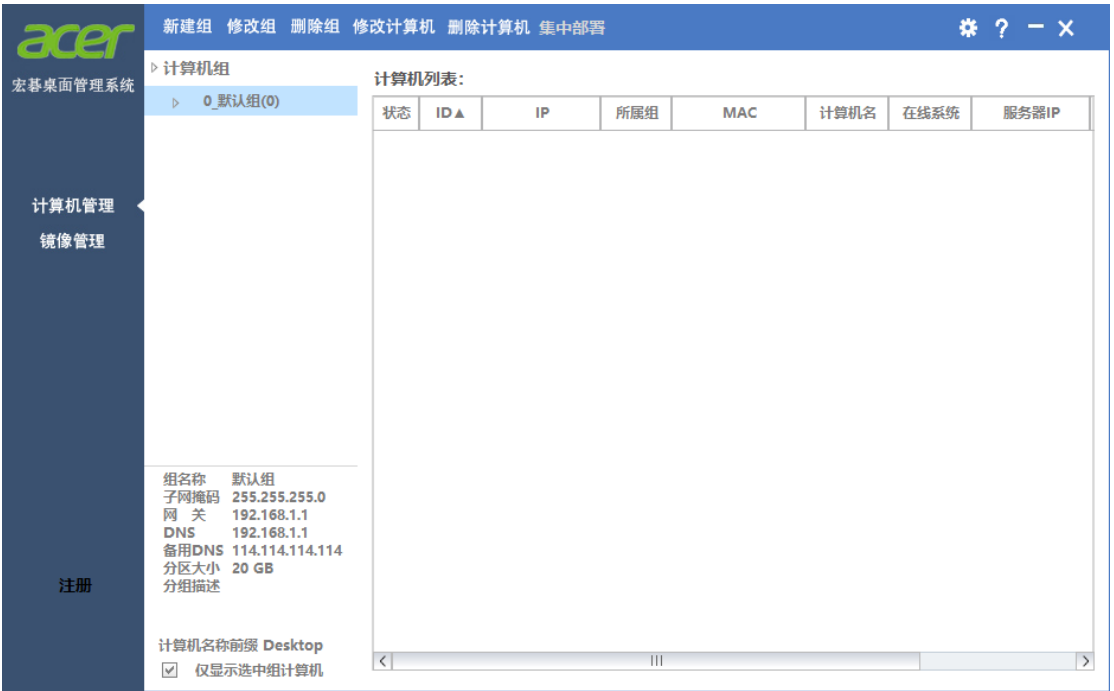 acer
宏碁桌面管理系统
新建组 修改组 删除组 修改计算机 删除计算机 集中部署
计算机组
0_默认组(0)
计算机管理
镜像管理
注册
组名称 默认组
子网掩码 255.255.255.0
网 关 192.168.1.1
DNS 192.168.1.1
备用DNS 114.114.114.114
分区大小 20 GB
分组描述
计算机名称前缀 Desktop
仅显示选中组计算机
计算机列表:
状态 ID▲ IP 所属组 MAC 计算机名 在线系统 服务器IP